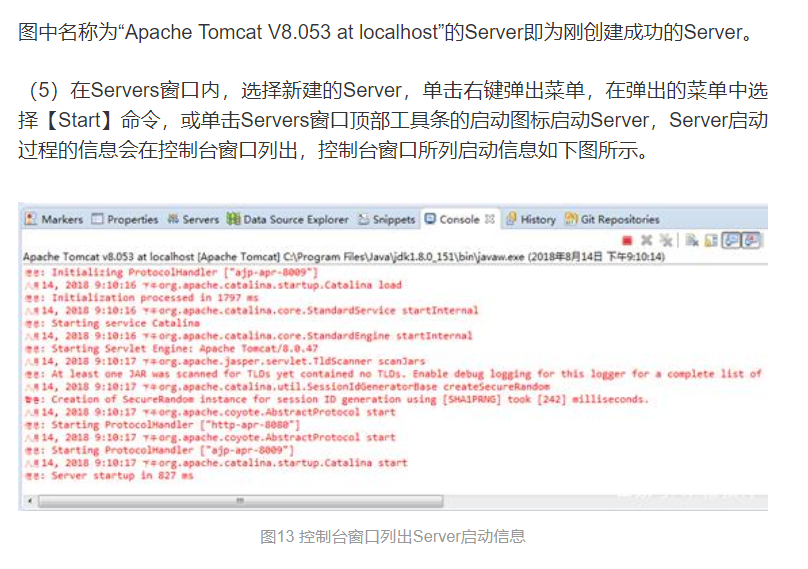 图中名称为“Apache Tomcat V8.053 at localhost”的Server即为刚创建成功的Server。
（5）在Servers窗口内，选择新建的Server，单击右键弹出菜单，在弹出的菜单中选
择【Start】命令，或单击Servers窗口顶部工具条的启动图标启动Server，Server启动
过程的信息会在控制台窗口列出，控制台窗口所列启动信息如下图所示。
Markers Properties Servers Data Source Explorer Snippets Console History Git Repositories
Apache Tomcat v8.053 at localhost [Apache Tomcat] C:\Program Files\Java\jdk1.8.0_151\bin\javaw.exe (2018年8月14日 下午9:10:14)
信息: Initializing ProtocolHandler ["ajp-apr-8009"]
八月 14, 2018 9:10:16 下午 org.apache.catalina.startup.Catalina load
信息: Initialization processed in 1797 ms
八月 14, 2018 9:10:16 下午 org.apache.catalina.core.StandardService startInternal
信息: Starting service Catalina
八月 14, 2018 9:10:16 下午 org.apache.catalina.core.StandardEngine startInternal
信息: Starting Servlet Engine: Apache Tomcat/8.0.47
八月 14, 2018 9:10:17 下午 org.apache.jasper.servlet.TldScanner scanJars
信息: At least one JAR was scanned for TLDs yet contained no TLDs. Enable debug logging for this logger for a complete list of
八月 14, 2018 9:10:17 下午 org.apache.catalina.util.SessionIdGeneratorBase createSecureRandom
警告: Creation of SecureRandom instance for session ID generation using [SHA1PRNG] took [242] milliseconds.
八月 14, 2018 9:10:17 下午 org.apache.coyote.AbstractProtocol start
信息: Starting ProtocolHandler ["http-apr-8080"]
八月 14, 2018 9:10:17 下午 org.apache.coyote.AbstractProtocol start
信息: Starting ProtocolHandler ["ajp-apr-8009"]
八月 14, 2018 9:10:17 下午 org.apache.catalina.startup.Catalina start
信息: Server startup in 827 ms
图13 控制台窗口列出Server启动信息